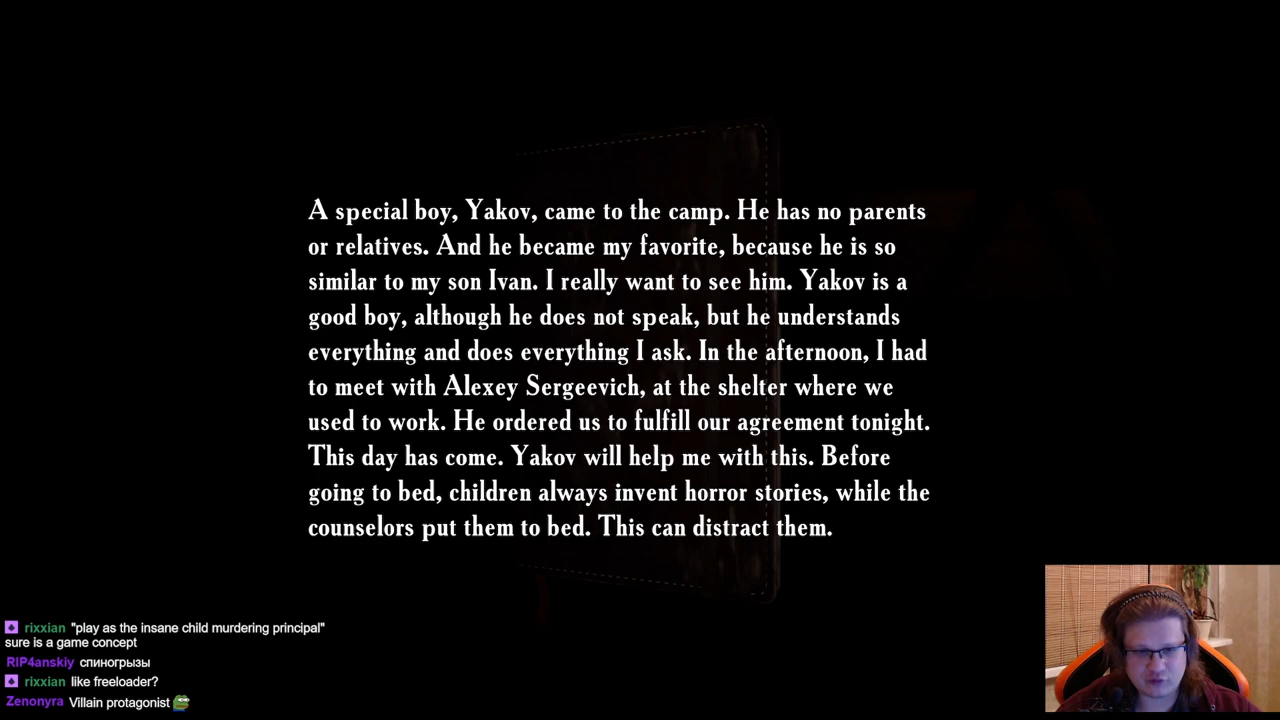 A special boy, Yakov, came to the camp. He has no parents
or relatives. And he became my favorite, because he is so
similar to my son Ivan. I really want to see him. Yakov is a
good boy, although he does not speak, but he understands
everything and does everything I ask. In the afternoon, I had
to meet with Alexey Sergeevich, at the shelter where we
used to work. He ordered us to fulfill our agreement tonight.
This day has come. Yakov will help me with this. Before
going to bed, children always invent horror stories, while the
counselors put them to bed. This can distract them.
rixxian "play as the insane child murdering principal"
sure is a game concept
RIP4anskiy спиногрызы
rixxian like freeloader?
Zenonyra Villain protagonist